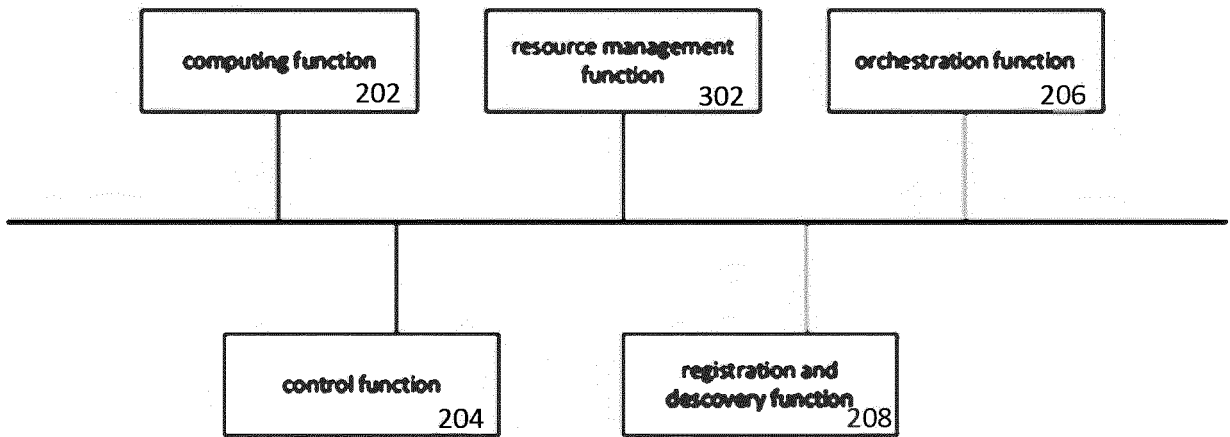 computing function
202
resource management
function
302
orchestration function
206
control function
204
registration and
descovery function
208